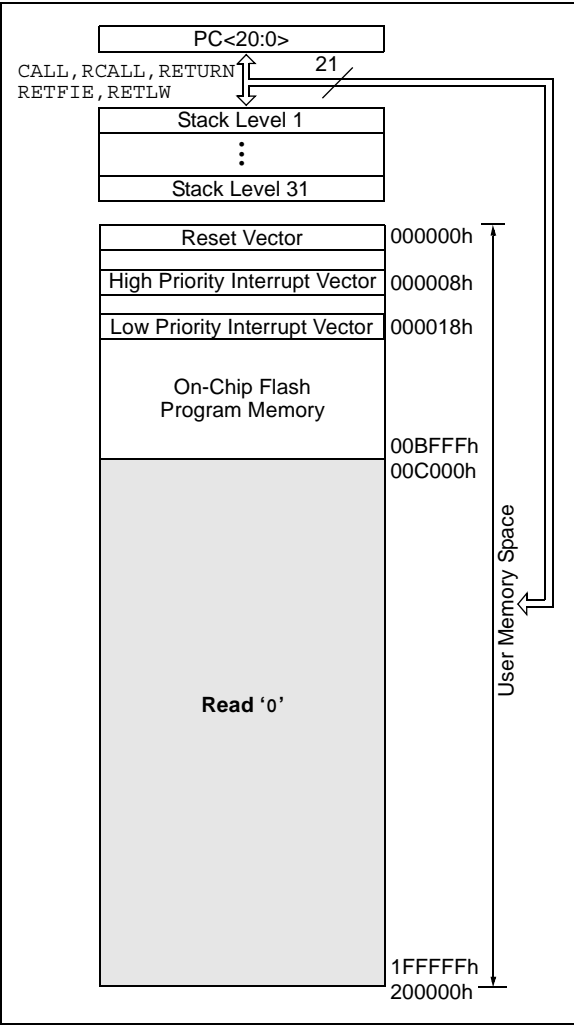 PC<20:0>
CALL,RCALL,RETURN
RETFIE,RETLW
21
Stack Level 1
Stack Level 31
Reset Vector
000000h
High Priority Interrupt Vector
000008h
Low Priority Interrupt Vector
000018h
On-Chip Flash
Program Memory
00BFFFh
00C000h
User Memory Space
Read ‘0’
1FFFFFh
200000h